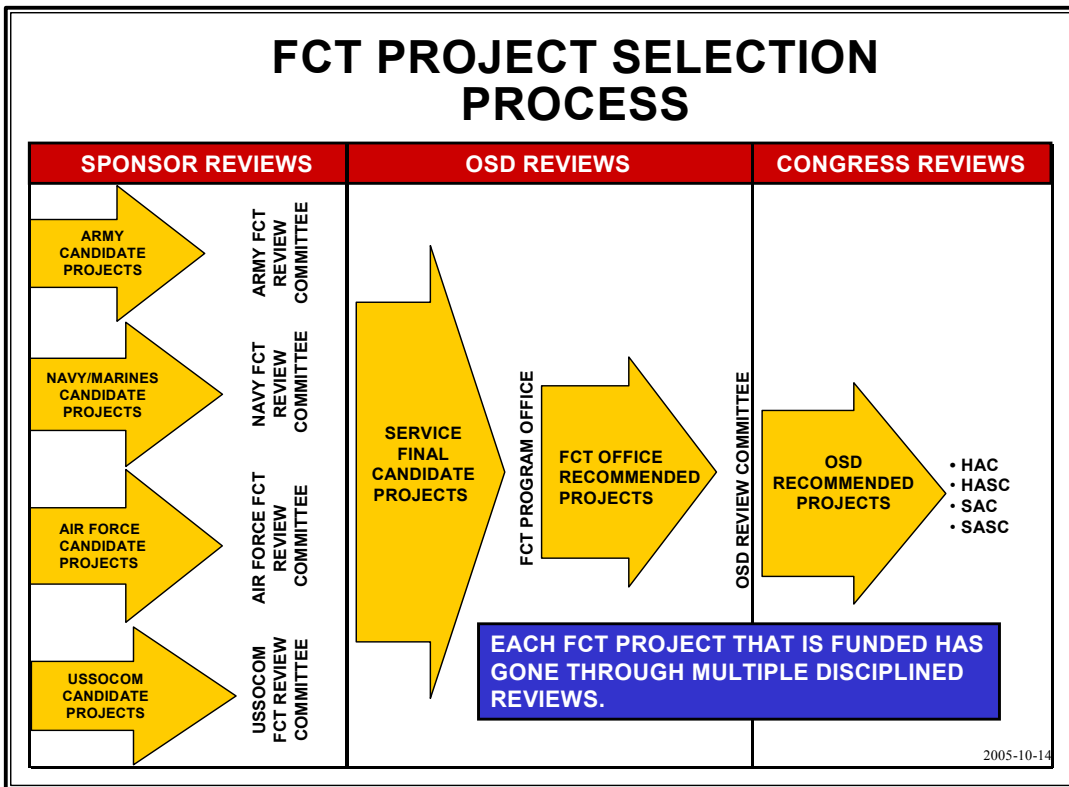 FCT PROJECT SELECTION
PROCESS
SPONSOR REVIEWS
OSD REVIEWS
CONGRESS REVIEWS
ARMY
CANDIDATE
PROJECTS
ARMY FCT
REVIEW
COMMITTEE
NAVY/MARINES
CANDIDATE
PROJECTS
NAVY FCT
REVIEW
COMMITTEE
AIR FORCE
CANDIDATE
PROJECTS
AIR FORCE FCT
REVIEW
COMMITTEE
USSOCOM
CANDIDATE
PROJECTS
USSOCOM
FCT REVIEW
COMMITTEE
SERVICE
FINAL
CANDIDATE
PROJECTS
FCT PROGRAM OFFICE
FCT OFFICE
RECOMMENDED
PROJECTS
OSD REVIEW COMMITTEE
OSD
RECOMMENDED
PROJECTS
• HAC
• HASC
• SAC
• SASC
EACH FCT PROJECT THAT IS FUNDED HAS
GONE THROUGH MULTIPLE DISCIPLINED
REVIEWS.
2005-10-14